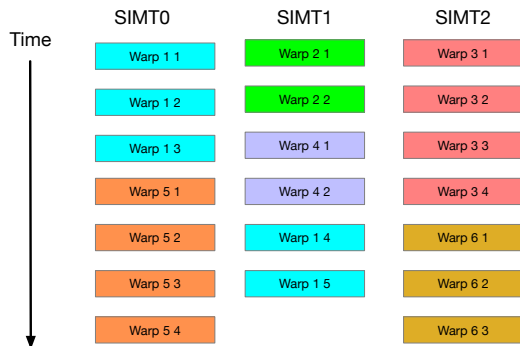 SIMT0 SIMT1 SIMT2
Time
Warp 1 1 Warp 2 1 Warp 3 1
Warp 1 2 Warp 2 2 Warp 3 2
Warp 1 3 Warp 4 1 Warp 3 3
Warp 5 1 Warp 4 2 Warp 3 4
Warp 5 2 Warp 1 4 Warp 6 1
Warp 5 3 Warp 1 5 Warp 6 2
Warp 5 4 Warp 6 3